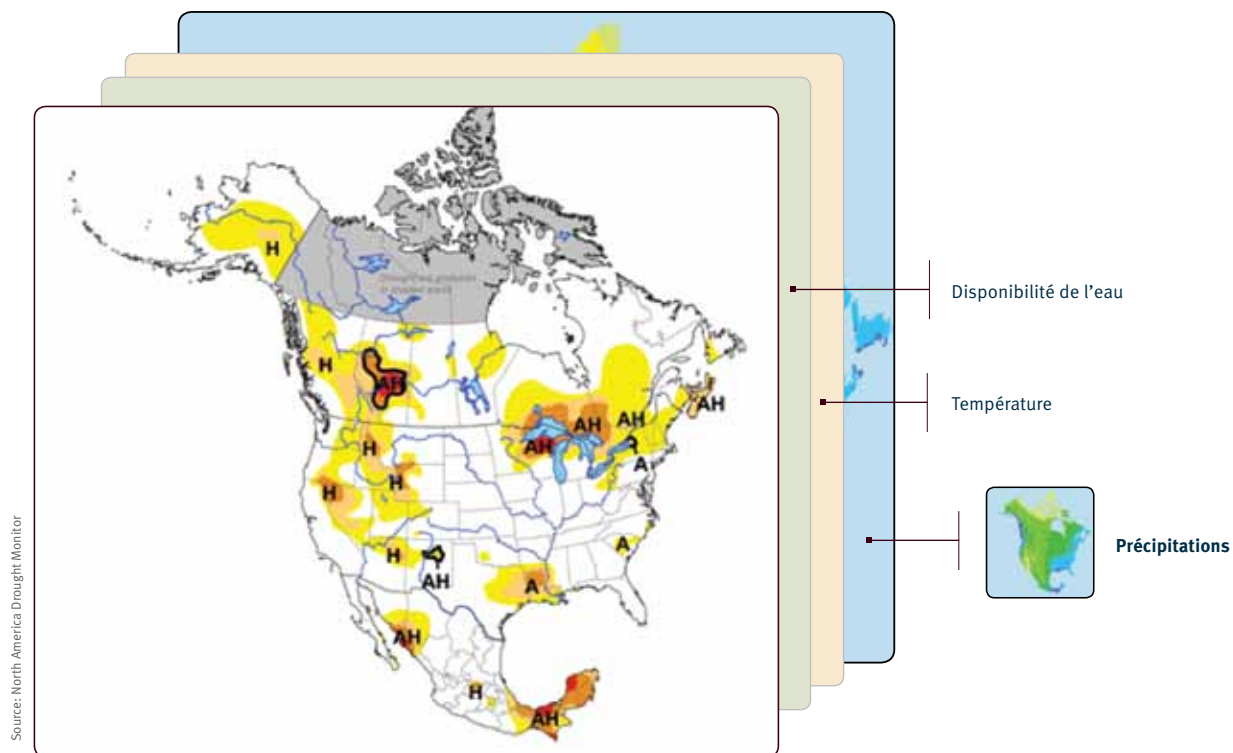 H
Disponibilité de l'eau
H
AH
Température
AH
AH
AH
AH
H
A
H
H
A
Précipitations
H
AH
A
AH
H
AH
Source: North America Drought Monitor